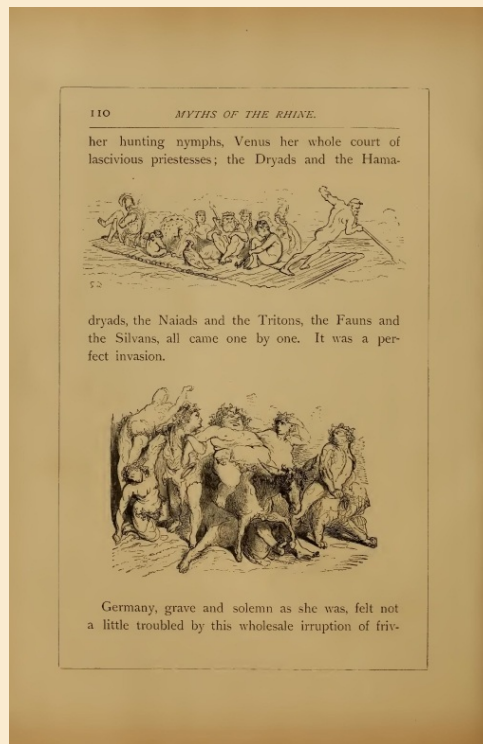 110
MYTHS OF THE RHINE.
her hunting nymphs, Venus her whole court of
lascivious priestesses; the Dryads and the Hama-
dryads, the Naiads and the Tritons, the Fauns and
the Silvans, all came one by one. It was a per-
fect invasion.
Germany, grave and solemn as she was, felt not
a little troubled by this wholesale irruption of friv-